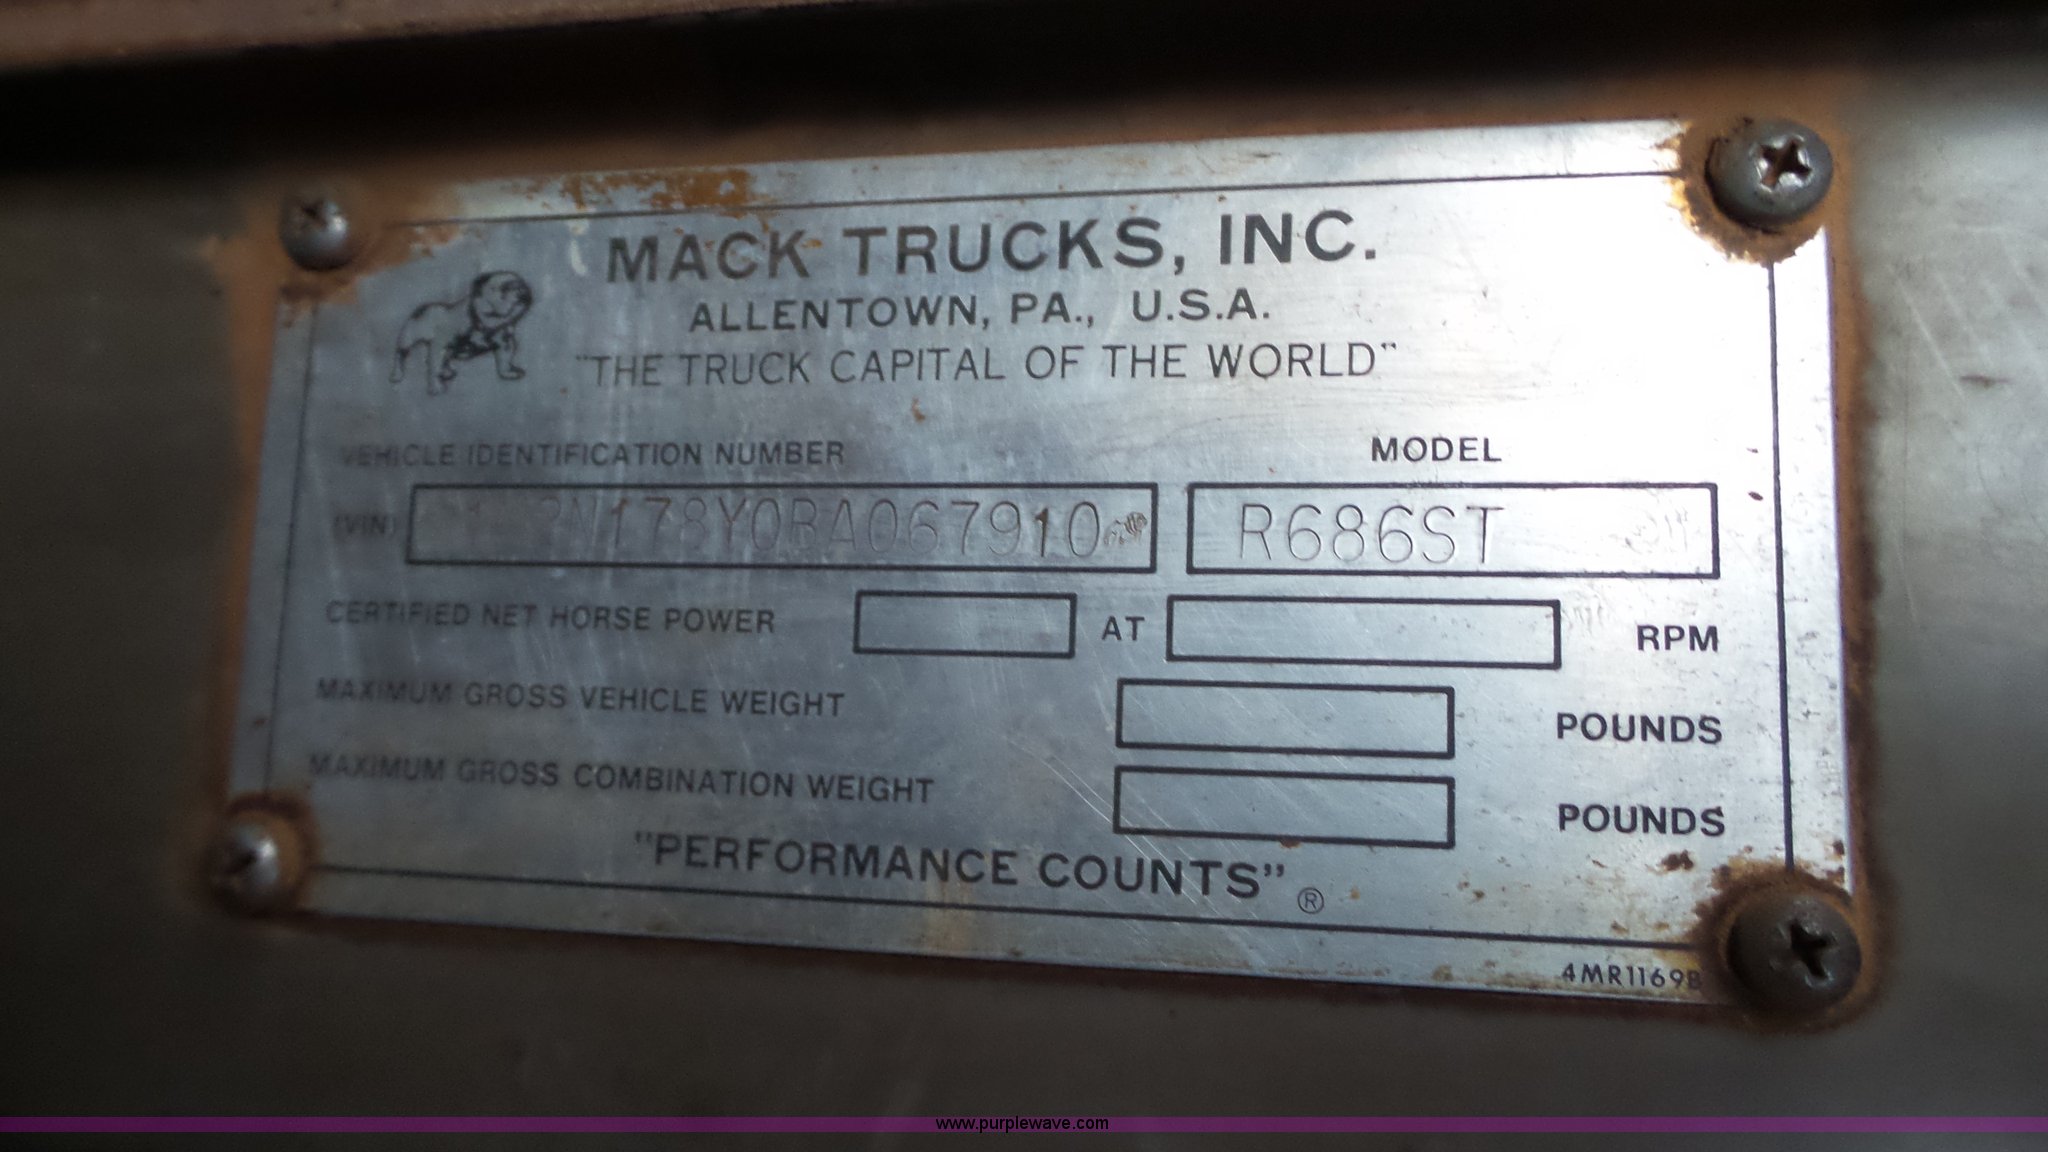 MACK TRUCKS, INC.
ALLENTOWN, PA., U.S.A.
"THE TRUCK CAPITAL OF THE WORLD"
VEHICLE IDENTIFICATION NUMBER
MODEL
(VIN)
R686ST
CERTIFIED NET HORSE POWER AT RPM
MAXIMUM GROSS VEHICLE WEIGHT POUNDS
MAXIMUM GROSS COMBINATION WEIGHT POUNDS
"PERFORMANCE COUNTS" ®
4MR1169B
www.purplewave.com